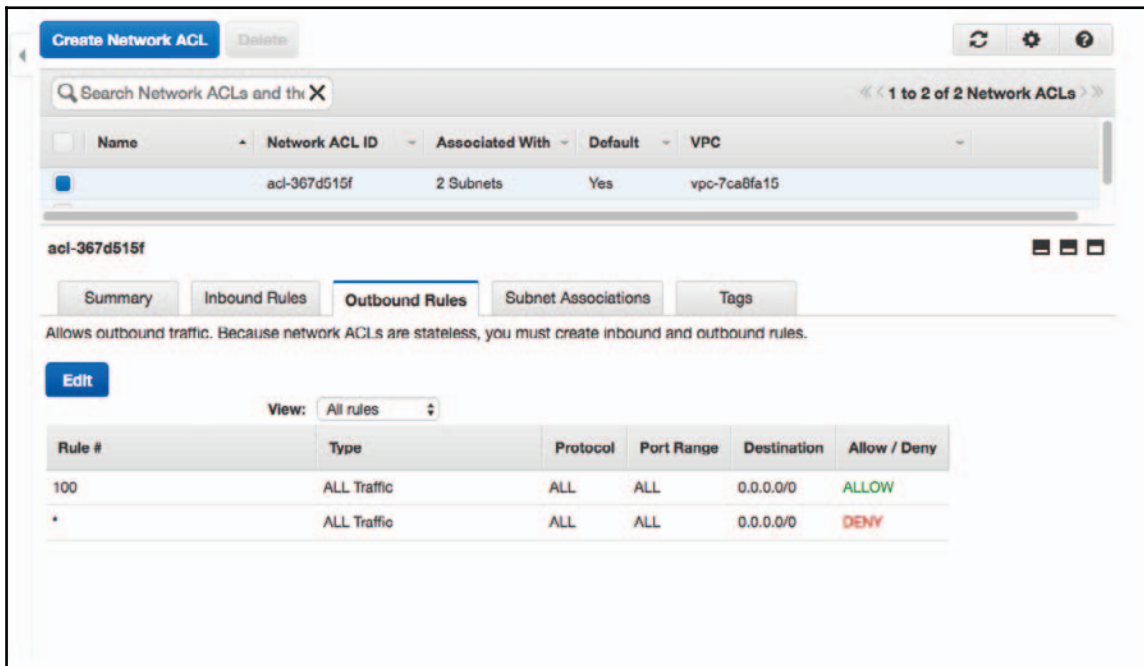 Create Network ACL Delete
Search Network ACLs and the
1 to 2 of 2 Network ACLs
Name Network ACL ID Associated With Default VPC
acl-367d515f 2 Subnets Yes vpc-7ca8fa15
acl-367d515f
Summary Inbound Rules Outbound Rules Subnet Associations Tags
Allows outbound traffic. Because network ACLs are stateless, you must create inbound and outbound rules.
Edit
View: All rules
Rule # Type Protocol Port Range Destination Allow / Deny
100 ALL Traffic ALL ALL 0.0.0.0/0 ALLOW
* ALL Traffic ALL ALL 0.0.0.0/0 DENY